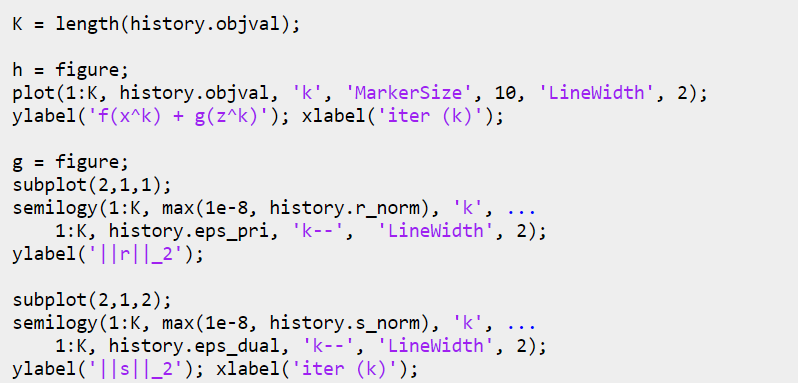 K = length(history.objval);

h = figure;
plot(1:K, history.objval, 'k', 'MarkerSize', 10, 'LineWidth', 2);
ylabel('f(x^k) + g(z^k)'); xlabel('iter (k)');

g = figure;
subplot(2,1,1);
semilogy(1:K, max(1e-8, history.r_norm), 'k', ...
    1:K, history.eps_pri, 'k--',  'LineWidth', 2);
ylabel('||r||_2');

subplot(2,1,2);
semilogy(1:K, max(1e-8, history.s_norm), 'k', ...
    1:K, history.eps_dual, 'k--', 'LineWidth', 2);
ylabel('||s||_2'); xlabel('iter (k)');